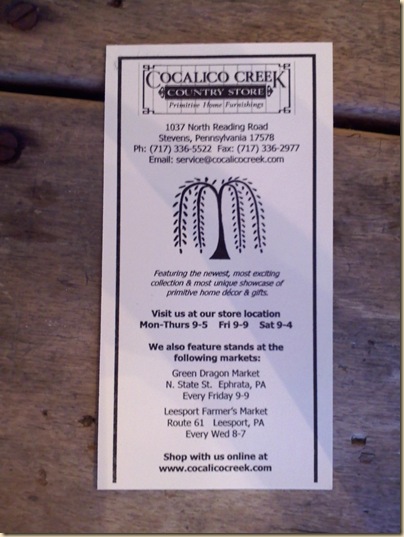 COCALICO CREEK
COUNTRY STORE
Primitive Home Furnishings
1037 North Reading Road
Stevens, Pennsylvania 17578
Ph: (717) 336-5522 Fax: (717) 336-2977
Email: service@cocalicocreek.com
Featuring the newest, most exciting
collection & most unique showcase of
primitive home décor & gifts.
Visit us at our store location
Mon-Thurs 9-5 Fri 9-9 Sat 9-4
We also feature stands at the
following markets:
Green Dragon Market
N. State St. Ephrata, PA
Every Friday 9-9
Leesport Farmer's Market
Route 61 Leesport, PA
Every Wed 8-7
Shop with us online at
www.cocalicocreek.com